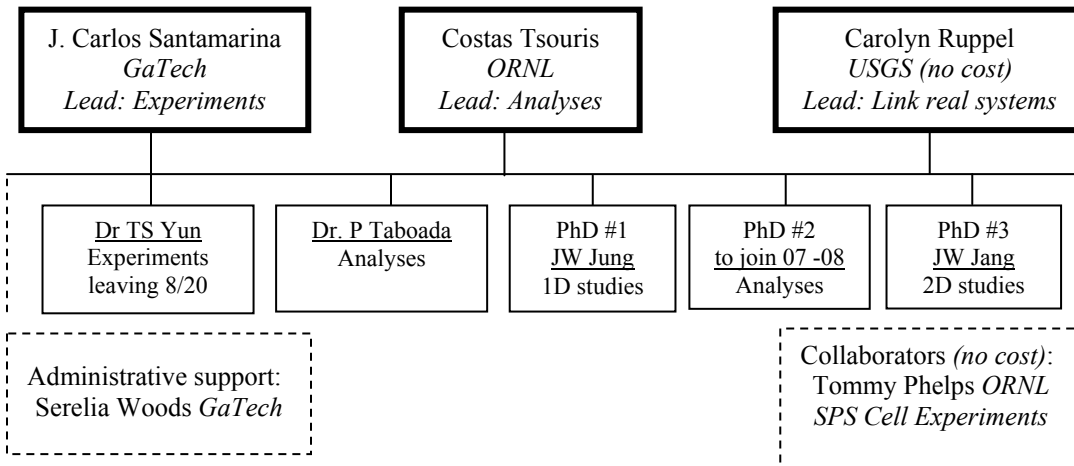 J. Carlos Santamarina
GaTech
Lead: Experiments
Costas Tsouris
ORNL
Lead: Analyses
Carolyn Ruppel
USGS (no cost)
Lead: Link real systems
Dr TS Yun
Experiments
leaving 8/20
Dr. P Taboada
Analyses
PhD #1
JW Jung
1D studies
PhD #2
to join 07 -08
Analyses
PhD #3
JW Jang
2D studies
Administrative support:
Serelia Woods GaTech
Collaborators (no cost):
Tommy Phelps ORNL
SPS Cell Experiments